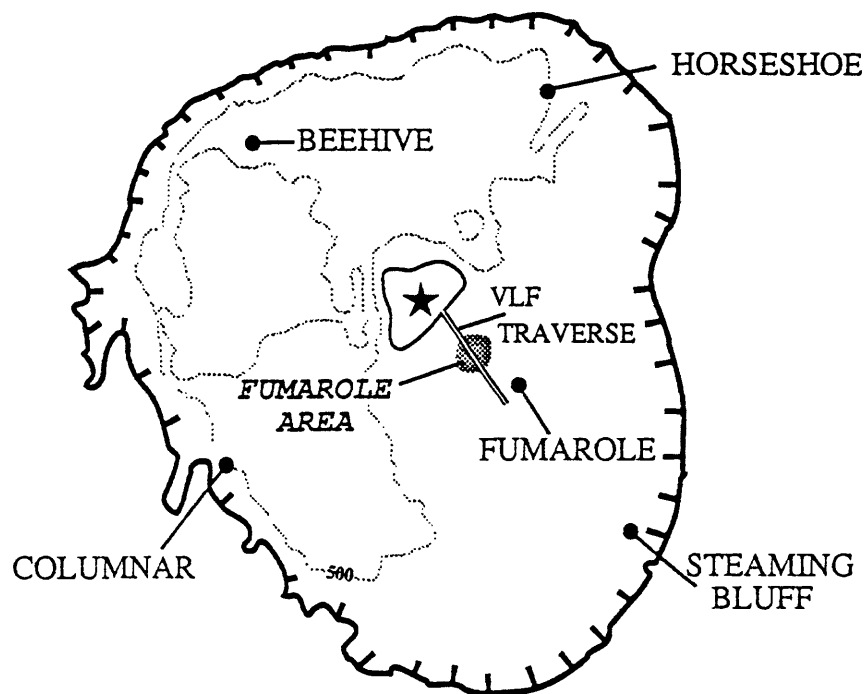 HORSESHOE
BEEHIVE
VLF
TRAVERSE
FUMAROLE
AREA
FUMAROLE
COLUMNAR
500
STEAMING
BLUFF